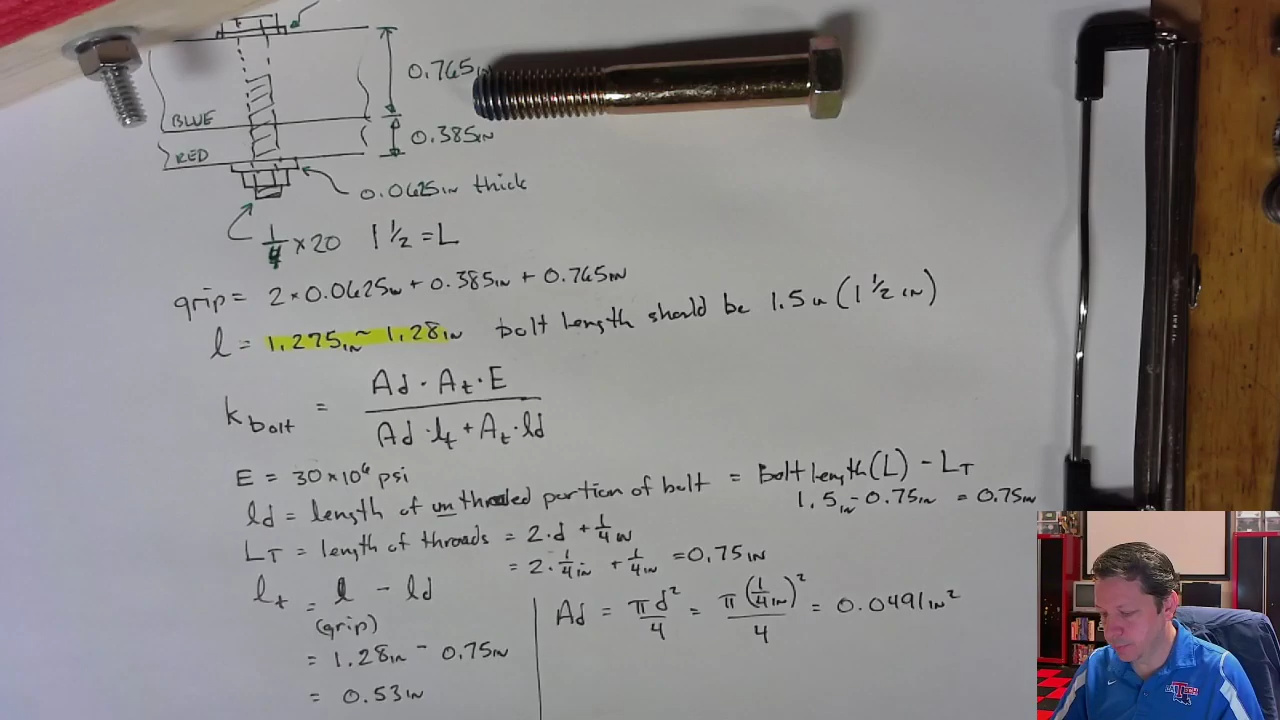 0.765in
BLUE
0.385in
RED
0.0625in thick
1/4 × 20 1 1/2 = L
grip = 2 × 0.0625in + 0.385in + 0.765in
l = 1.275in ~ 1.28in bolt length should be 1.5in (1 1/2 in)
k bolt = Ad · At · E / Ad · lt + At · ld
E = 30 × 10⁶ psi
ld = length of unthreaded portion of bolt = Bolt length (L) − LT
1.5in − 0.75in = 0.75in
LT = length of threads = 2·d + 1/4 in
= 2 · 1/4in + 1/4in = 0.75in
lt = l − ld
(grip)
= 1.28in − 0.75in
= 0.53in
Ad = πd²/4 = π(1/4in)²/4 = 0.0491in²
LA TECH